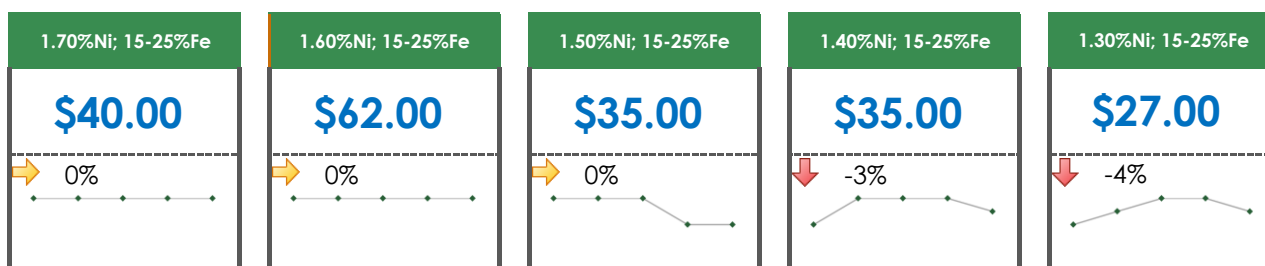 1.70%Ni; 15-25%Fe
$40.00
0%
1.60%Ni; 15-25%Fe
$62.00
0%
1.50%Ni; 15-25%Fe
$35.00
0%
1.40%Ni; 15-25%Fe
$35.00
-3%
1.30%Ni; 15-25%Fe
$27.00
-4%